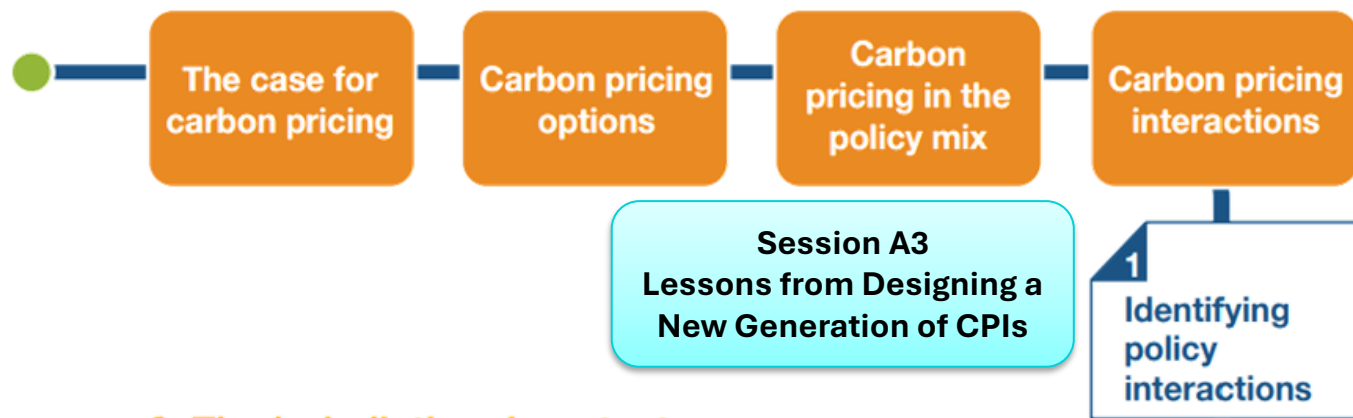 The case for
carbon pricing
Carbon pricing
options
Carbon
pricing in the
policy mix
Carbon pricing
interactions
Session A3
Lessons from Designing a
New Generation of CPIs
1
Identifying
policy
interactions